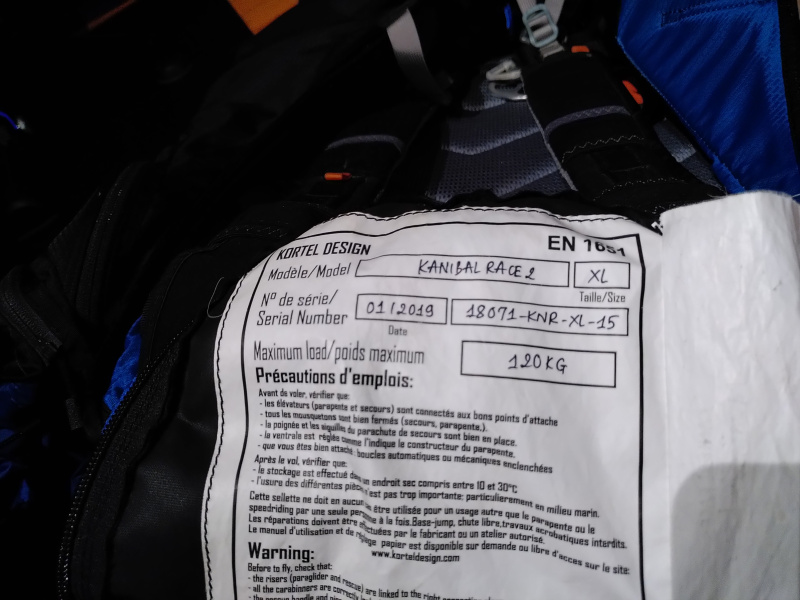 KORTEL DESIGN EN 1651
Modèle/Model KANIBAL RACE 2 XL
Taille/Size
Nº de série/
Serial Number 01/2019 18071-KNR-XL-15
Date
Maximum load/poids maximum 120KG
Précautions d'emplois:
Avant de voler, vérifier que:
- les élévateurs (parapente et secours) sont connectés aux bons points d'attache
- tous les mousquetons sont bien fermés (secours, parapente,).
- la poignée et les aiguilles du parachute de secours sont bien en place.
- la ventrale est réglée comme l'indique le constructeur du parapente.
- que vous êtes bien attaché, boucles automatiques ou mécaniques enclenchées
Après le vol, vérifier que:
- le stockage est effectué endroit sec compris entre 10 et 30°C
- l'usure des différentes n'est pas trop importante; particulierement en milieu marin.
Cette sellette ne doit en aucun être utilisée pour un usage autre que le parapente ou le
speedriding par une seule à la fois.Base-jump, chute libre,travaux acrobatiques interdits.
Les réparations doivent être par le fabricant ou un atelier autorisé.
Le manuel d'utilisation et de papier est disponible sur demande ou libre d'accès sur le site:
www.korteldesign.com
Warning:
Before to fly, check that:
- the risers (paraglider and rescue) are linked to the right
- all the carabinners are correctly